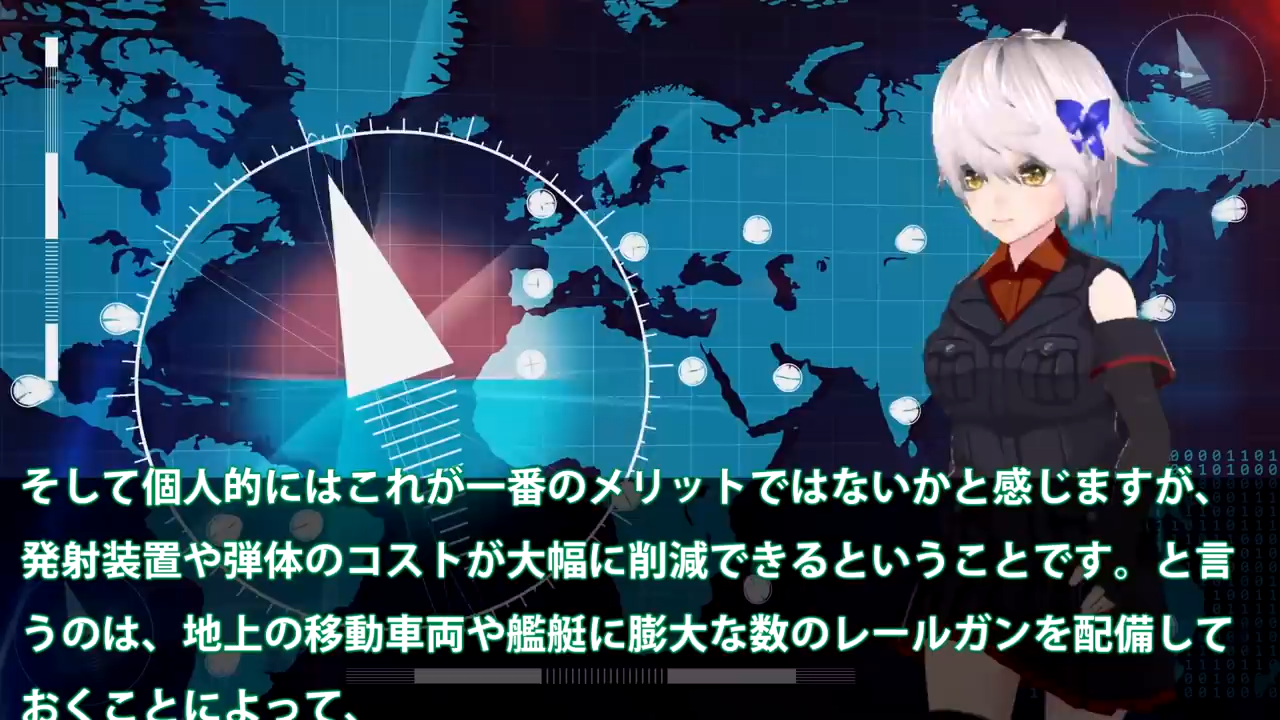 そして個人的にはこれが一番のメリットではないかと感じますが、
発射装置や弾体のコストが大幅に削減できるということです。と言
うのは、地上の移動車両や艦艇に膨大な数のレールガンを配備して
おくことによって、
00001101
101000